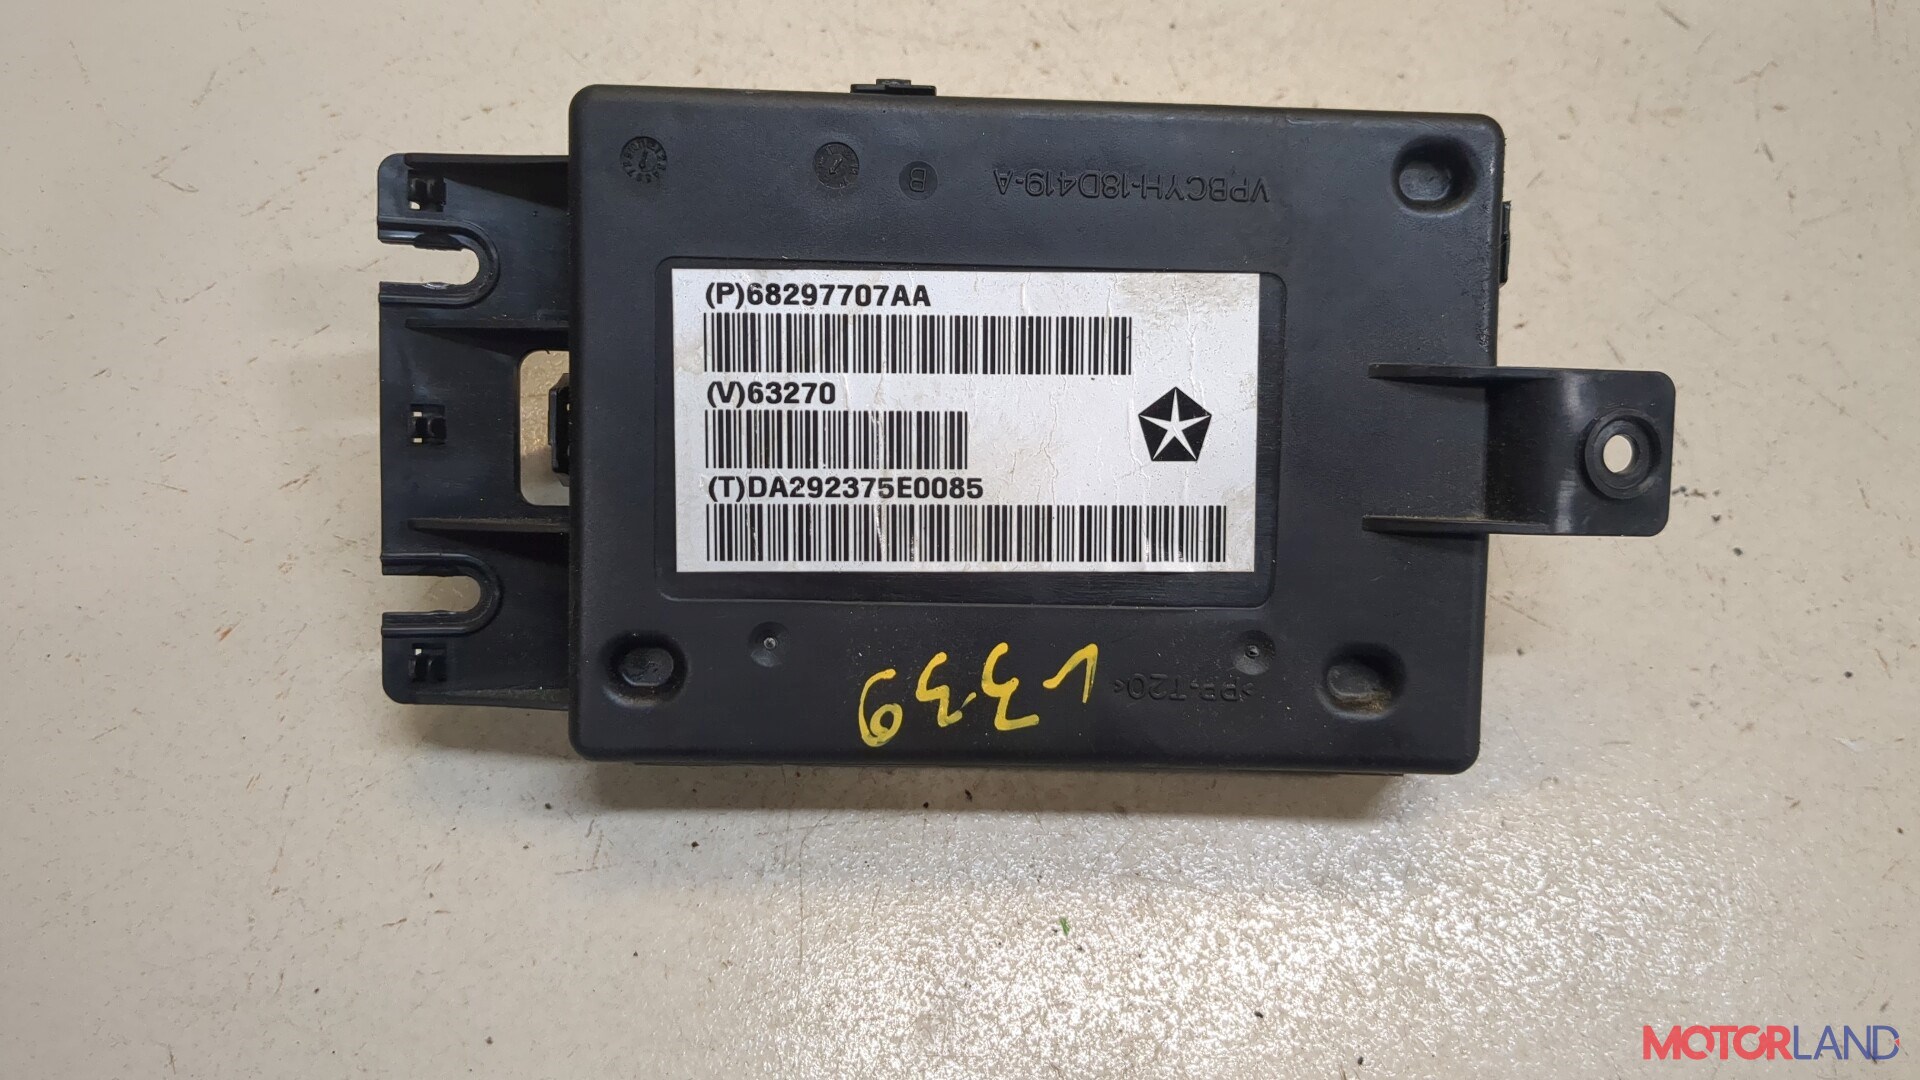 VPBCYH-18D419-A
B
(P)68297707AA
(V)63270
(T)DA292375E0085
>PP-T20<
L339
MOTORLAND